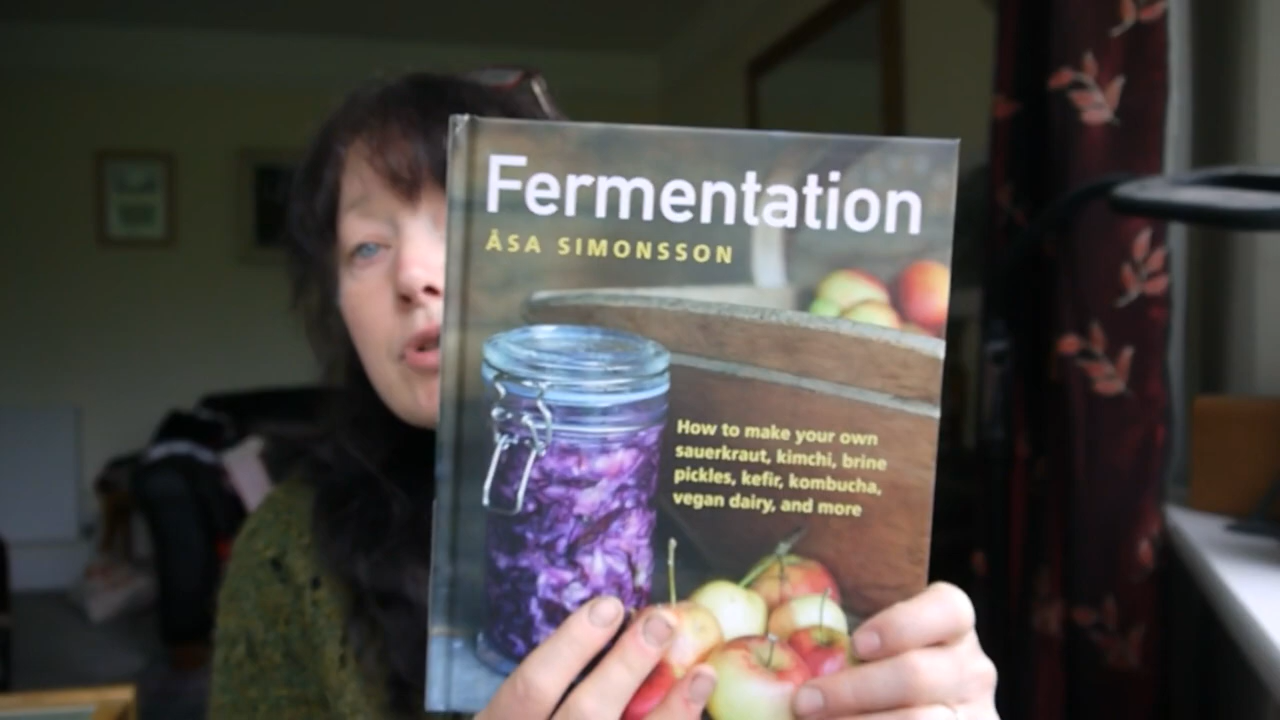 Fermentation
ÅSA SIMONSSON
How to make your own
sauerkraut, kimchi, brine
pickles, kefir, kombucha,
vegan dairy, and more